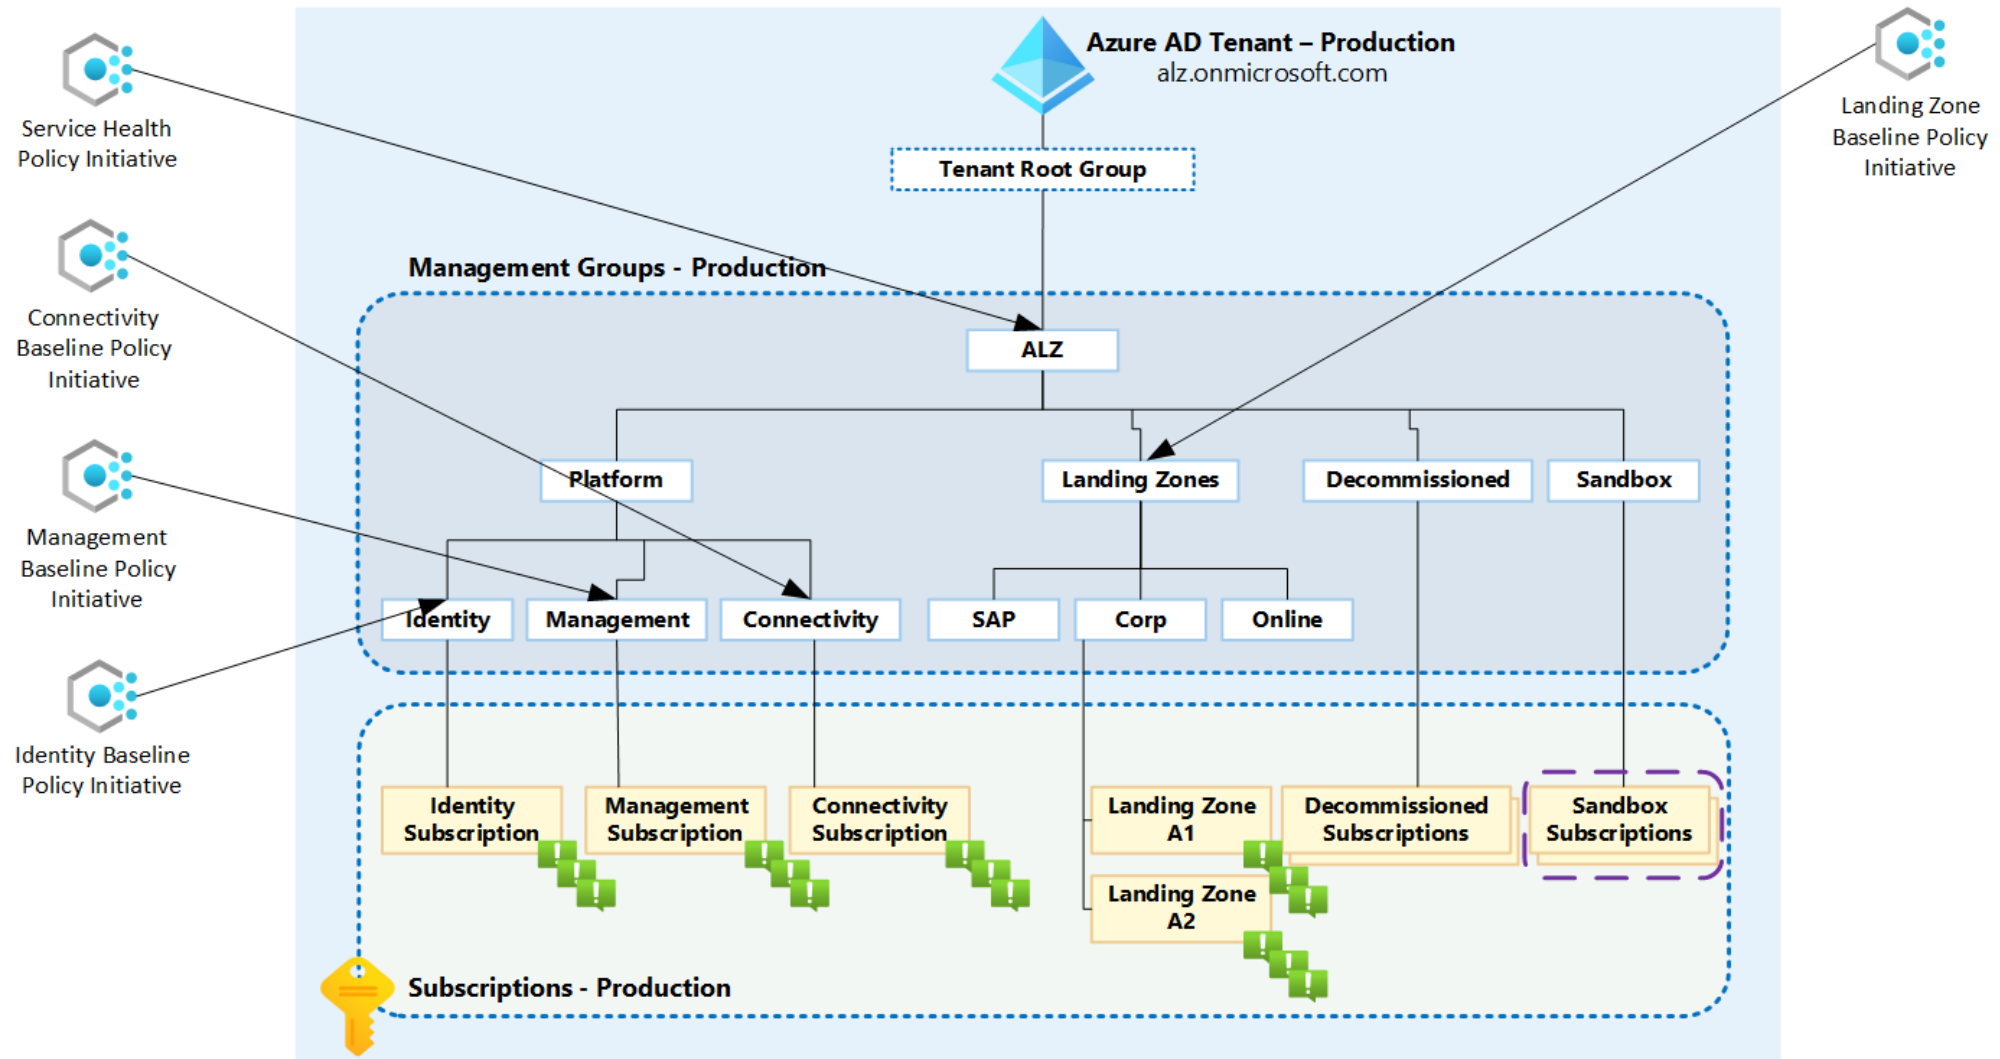 Azure AD Tenant – Production
alz.onmicrosoft.com
Service Health
Policy Initiative
Landing Zone
Baseline Policy
Initiative
Tenant Root Group
Management Groups - Production
Connectivity
Baseline Policy
Initiative
ALZ
Platform
Landing Zones
Decommissioned
Sandbox
Management
Baseline Policy
Initiative
Identity
Management
Connectivity
SAP
Corp
Online
Identity Baseline
Policy Initiative
Identity
Subscription
Management
Subscription
Connectivity
Subscription
Landing Zone
A1
Decommissioned
Subscriptions
Sandbox
Subscriptions
Landing Zone
A2
Subscriptions - Production